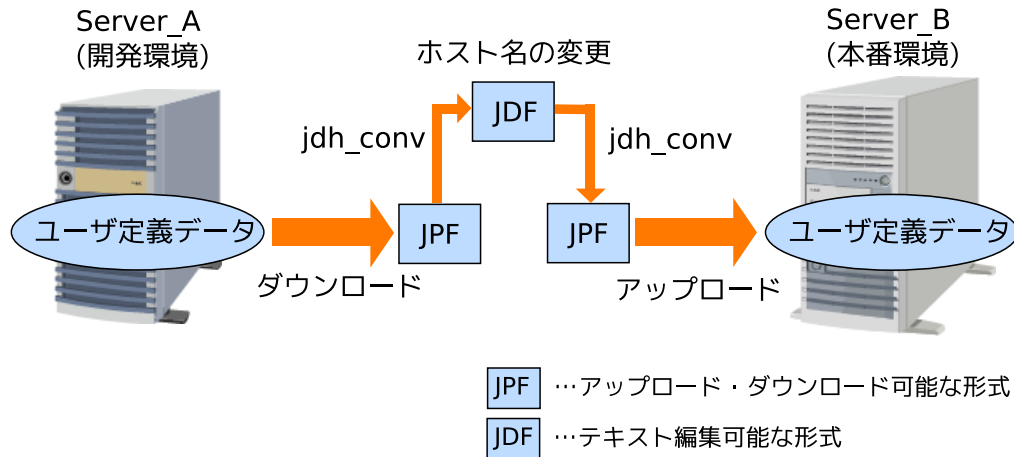 Server_A
(開発環境)
Server_B
(本番環境)
ホスト名の変更
JDF
jdh_conv
jdh_conv
ユーザ定義データ
JPF
JPF
ユーザ定義データ
ダウンロード
アップロード
JPF …アップロード・ダウンロード可能な形式
JDF …テキスト編集可能な形式